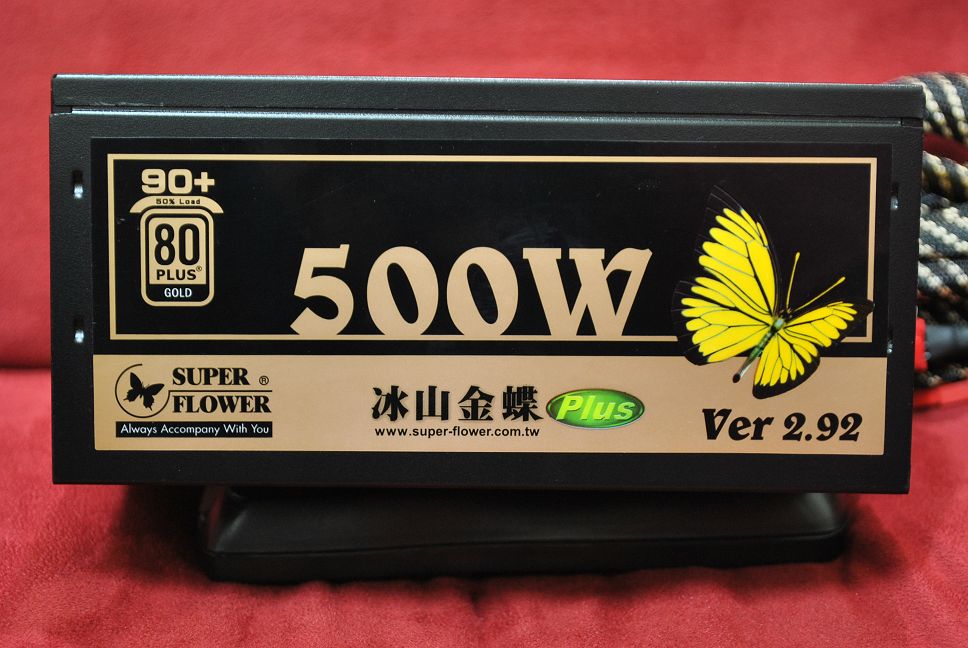 90+
50% Load
80
PLUS®
GOLD
500W
SUPER ®
FLOWER
Always Accompany With You
冰山金蝶 Plus
www.super-flower.com.tw
Ver 2.92